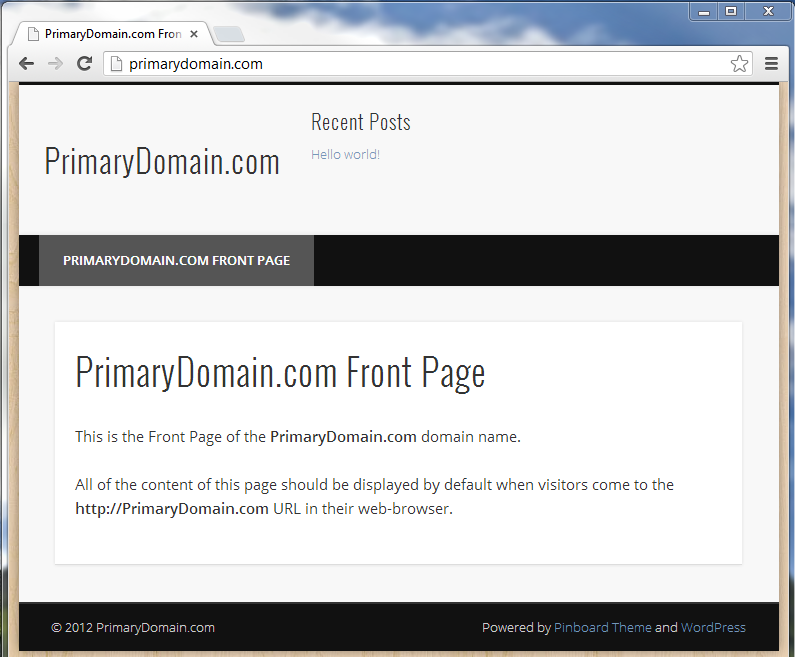 PrimaryDomain.com Fron
primarydomain.com
Recent Posts
Hello world!
PrimaryDomain.com
PRIMARYDOMAIN.COM FRONT PAGE
PrimaryDomain.com Front Page
This is the Front Page of the PrimaryDomain.com domain name.
All of the content of this page should be displayed by default when visitors come to the
http://PrimaryDomain.com URL in their web-browser.
© 2012 PrimaryDomain.com
Powered by Pinboard Theme and WordPress